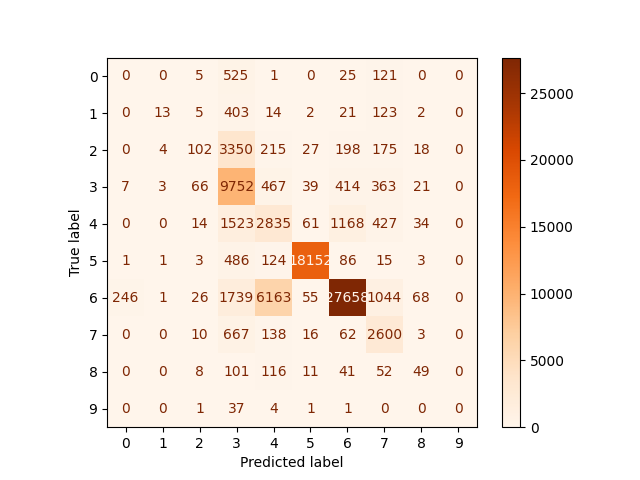 0 0 0 5 525 1 0 25 121 0 0
1 0 13 5 403 14 2 21 123 2 0
2 0 4 102 3350 215 27 198 175 18 0
3 7 3 66 9752 467 39 414 363 21 0
4 0 0 14 1523 2835 61 1168 427 34 0
5 1 1 3 486 124 18152 86 15 3 0
6 246 1 26 1739 6163 55 27658 1044 68 0
7 0 0 10 667 138 16 62 2600 3 0
8 0 0 8 101 116 11 41 52 49 0
9 0 0 1 37 4 1 1 0 0 0
0 1 2 3 4 5 6 7 8 9
Predicted label
True label
25000
20000
15000
10000
5000
0